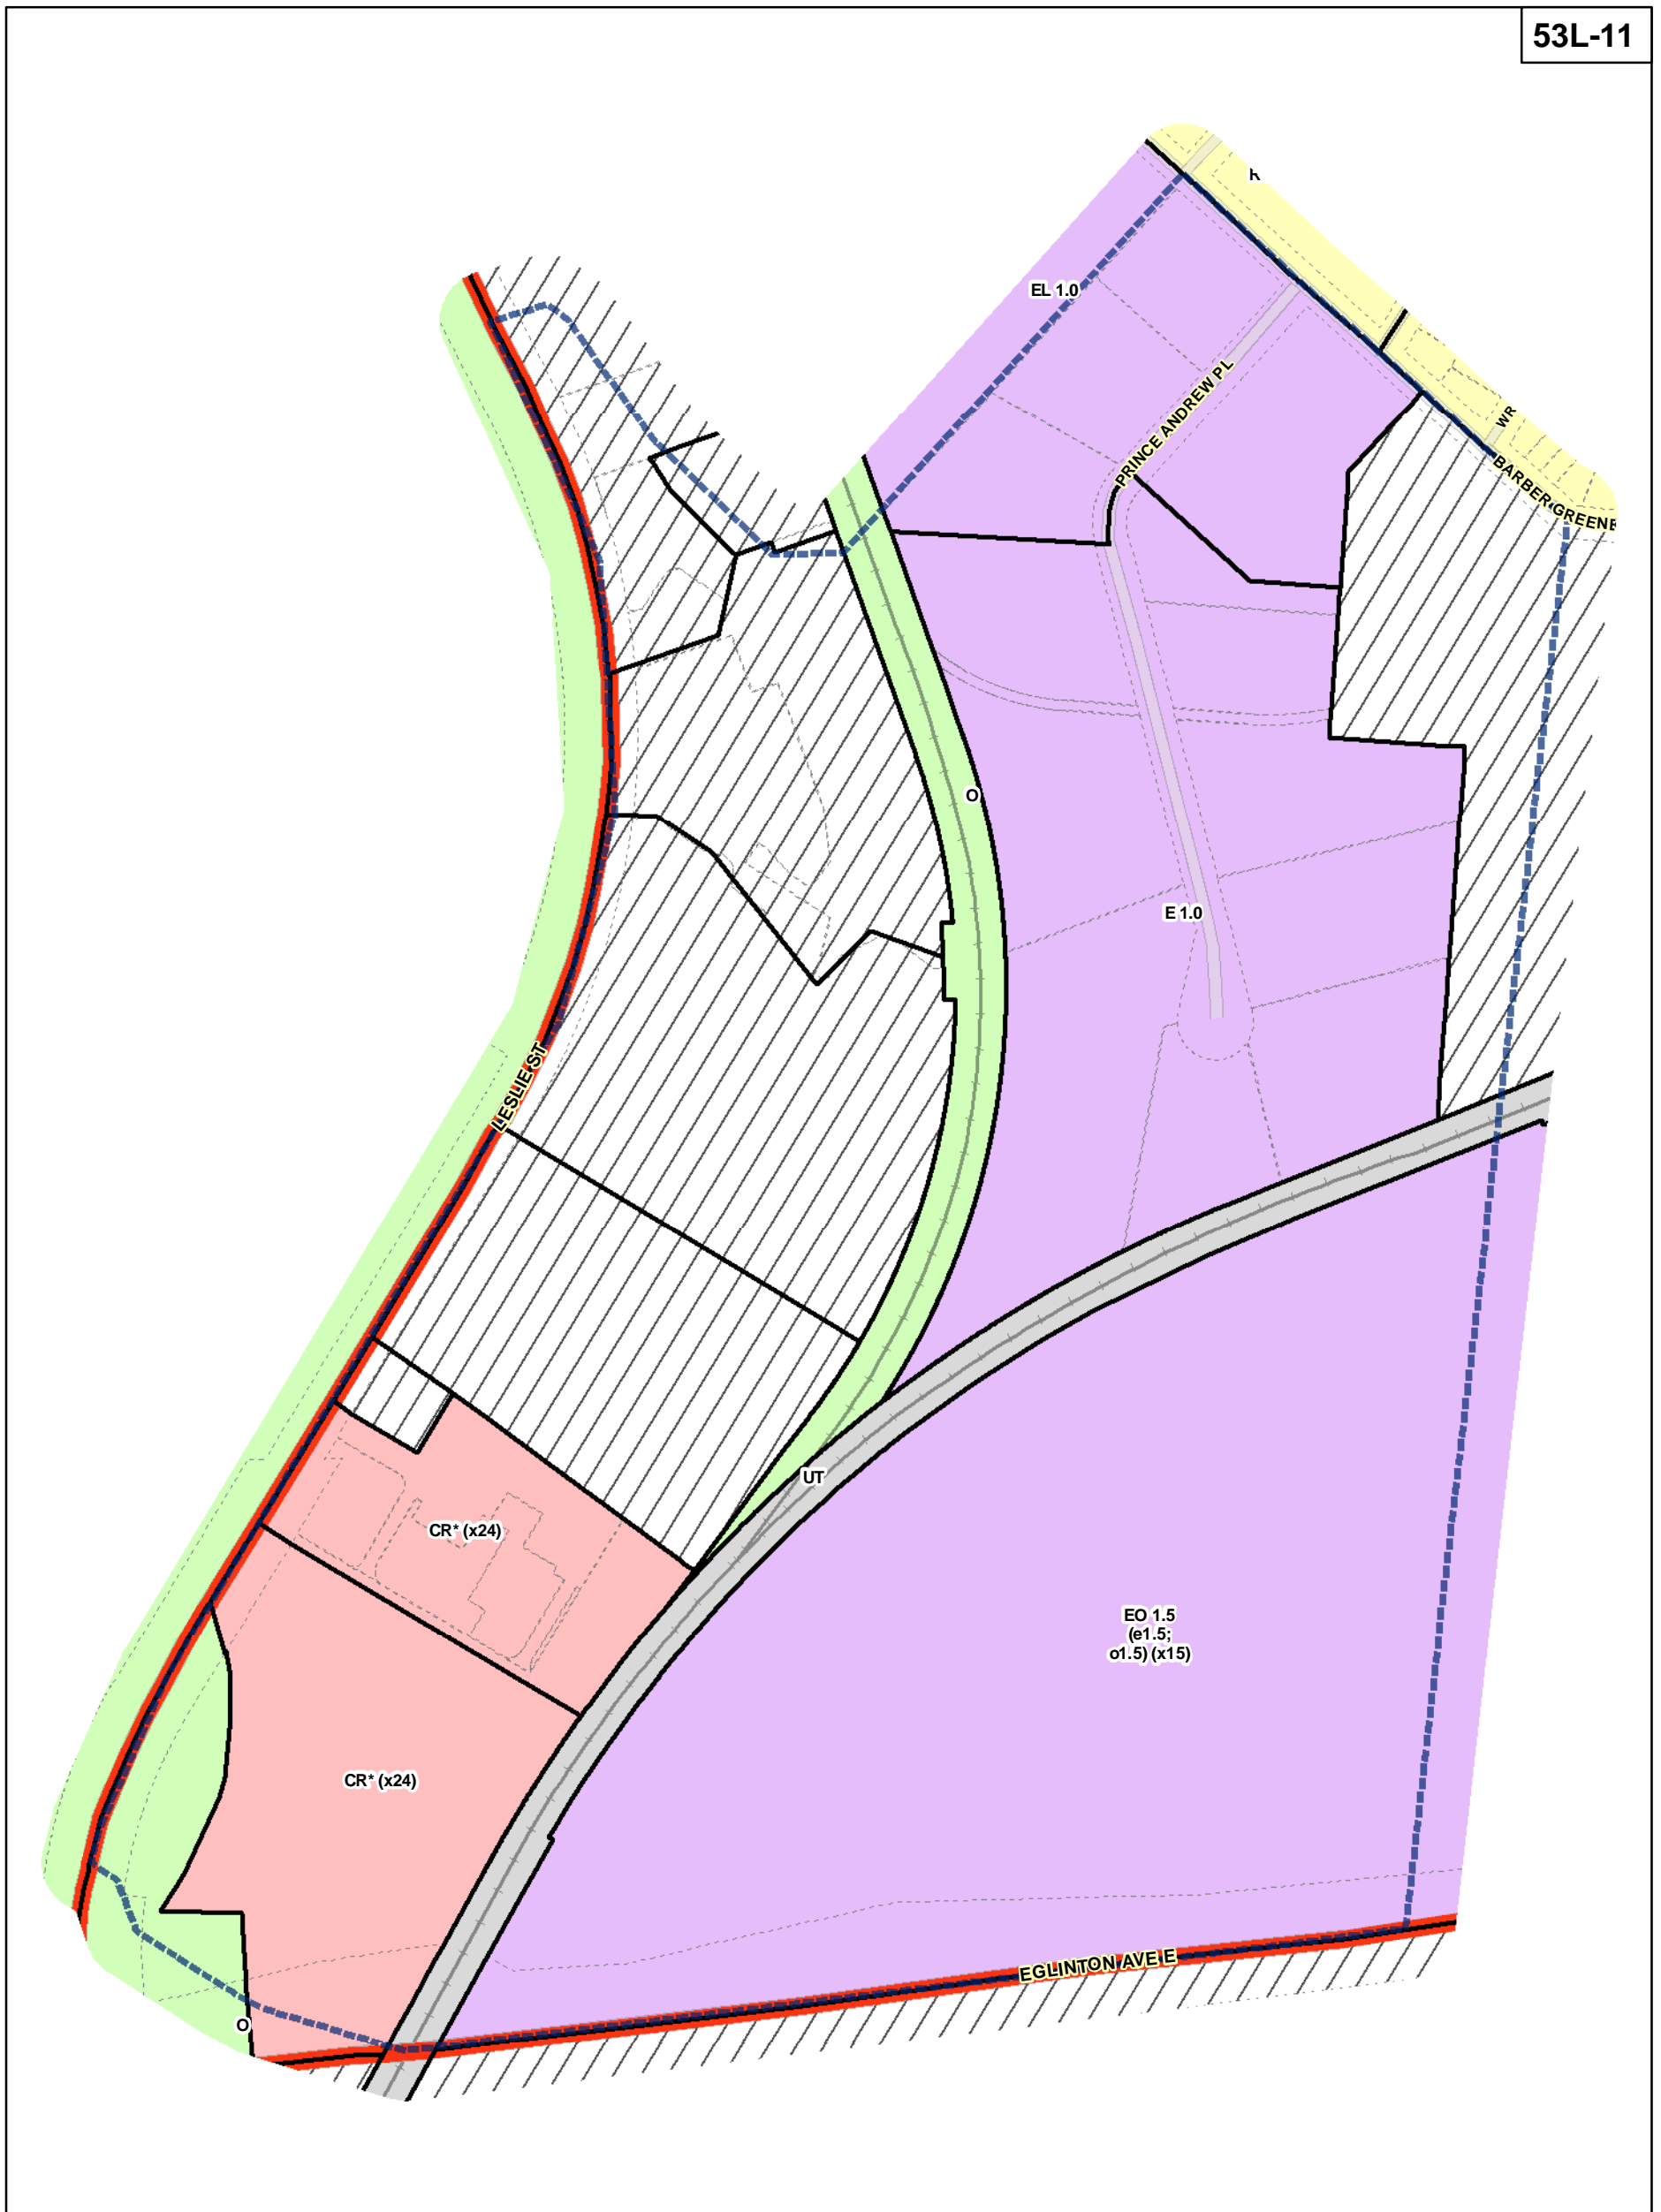 53L-11
EL 1.0
PRINCE ANDREW PL
WR
BARBER GREENE
O
E 1.0
LESLIE ST
UT
CR* (x24)
EO 1.5
(e1.5;
o1.5) (x15)
CR* (x24)
EGLINTON AVE E
O